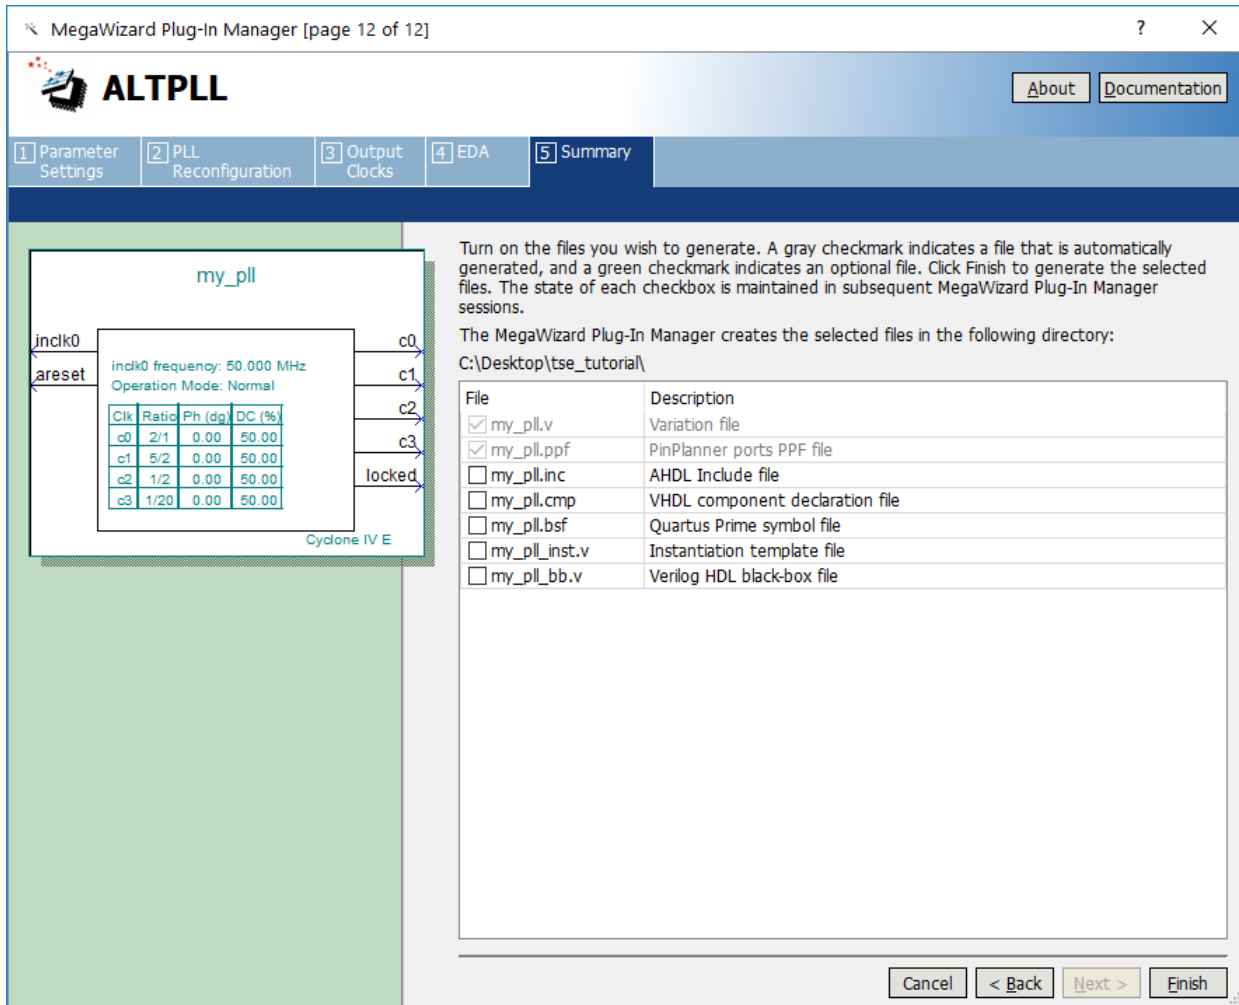 MegaWizard Plug-In Manager [page 12 of 12]
?
ALTPLL
About
Documentation
1 Parameter Settings
2 PLL Reconfiguration
3 Output Clocks
4 EDA
5 Summary
my_pll
inclk0
areset
c0
c1
c2
c3
locked
inclk0 frequency: 50.000 MHz
Operation Mode: Normal
Clk Ratio Ph (dg) DC (%)
c0 2/1 0.00 50.00
c1 5/2 0.00 50.00
c2 1/2 0.00 50.00
c3 1/20 0.00 50.00
Cyclone IV E
Turn on the files you wish to generate. A gray checkmark indicates a file that is automatically
generated, and a green checkmark indicates an optional file. Click Finish to generate the selected
files. The state of each checkbox is maintained in subsequent MegaWizard Plug-In Manager
sessions.
The MegaWizard Plug-In Manager creates the selected files in the following directory:
C:\Desktop\tse_tutorial\
File Description
my_pll.v Variation file
my_pll.ppf PinPlanner ports PPF file
my_pll.inc AHDL Include file
my_pll.cmp VHDL component declaration file
my_pll.bsf Quartus Prime symbol file
my_pll_inst.v Instantiation template file
my_pll_bb.v Verilog HDL black-box file
Cancel
< Back
Next >
Finish